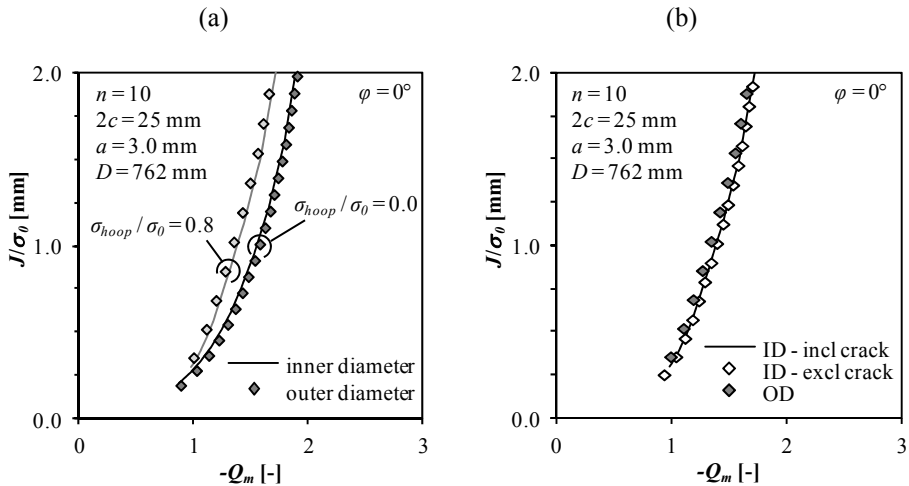 (a)
2.0
1.0
0.0
J/σ0 [mm]
n = 10
2c = 25 mm
a = 3.0 mm
D = 762 mm
φ = 0°
σhoop / σ0 = 0.8
σhoop / σ0 = 0.0
inner diameter
outer diameter
1
2
3
-Qm [-]
(b)
2.0
1.0
0.0
J/σ0 [mm]
n = 10
2c = 25 mm
a = 3.0 mm
D = 762 mm
φ = 0°
ID - incl crack
ID - excl crack
OD
0
1
2
3
-Qm [-]